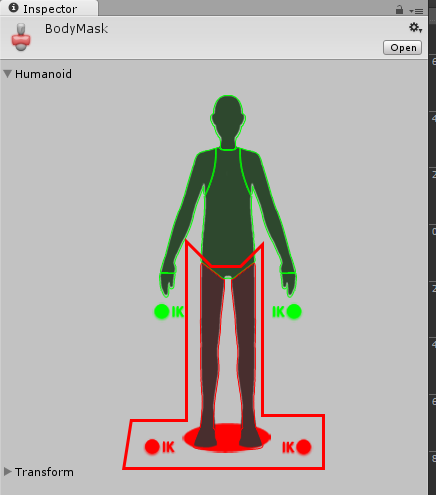 Inspector
BodyMask
Open
Humanoid
IK IK
IK IK
Transform